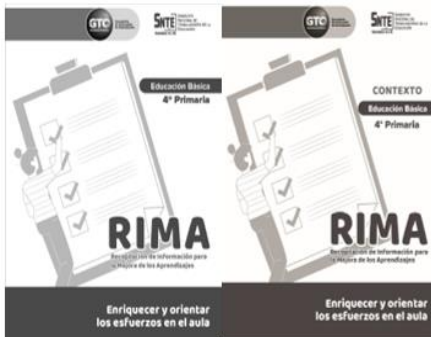 GTC
SNTE
Educación Básica
4° Primaria
RIMA
Recopilación de Información para
la Mejora de los Aprendizajes
Enriquecer y orientar
los esfuerzos en el aula
GTC
SNTE
CONTEXTO
Educación Básica
4° Primaria
RIMA
Recopilación de Información para
la Mejora de los Aprendizajes
Enriquecer y orientar
los esfuerzos en el aula